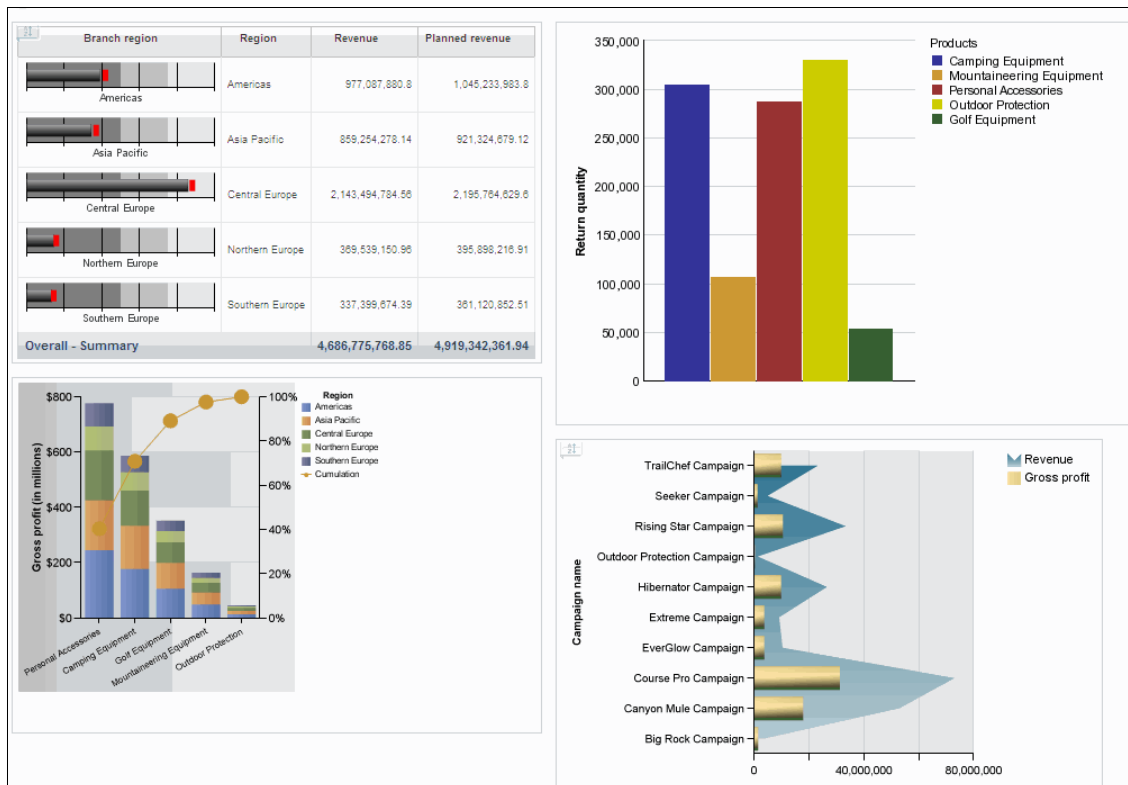 Branch region Region Revenue Planned revenue
Americas Americas 977,087,880.8 1,045,233,983.8
Asia Pacific Asia Pacific 859,254,278.14 921,324,679.12
Central Europe Central Europe 2,143,494,784.56 2,195,764,629.6
Northern Europe Northern Europe 369,539,150.96 395,898,216.91
Southern Europe Southern Europe 337,399,674.39 361,120,852.51
Overall - Summary 4,686,775,768.85 4,919,342,361.94
350,000
300,000
250,000
200,000
150,000
100,000
50,000
0
Return quantity
Products
Camping Equipment
Mountaineering Equipment
Personal Accessories
Outdoor Protection
Golf Equipment
$800
$600
$400
$200
$0
Gross profit (in millions)
100%
80%
60%
40%
20%
0%
Personal Accessories
Camping Equipment
Golf Equipment
Mountaineering Equipment
Outdoor Protection
Region
Americas
Asia Pacific
Central Europe
Northern Europe
Southern Europe
Cumulation
Campaign name
TrailChef Campaign
Seeker Campaign
Rising Star Campaign
Outdoor Protection Campaign
Hibernator Campaign
Extreme Campaign
EverGlow Campaign
Course Pro Campaign
Canyon Mule Campaign
Big Rock Campaign
0 40,000,000 80,000,000
Revenue
Gross profit